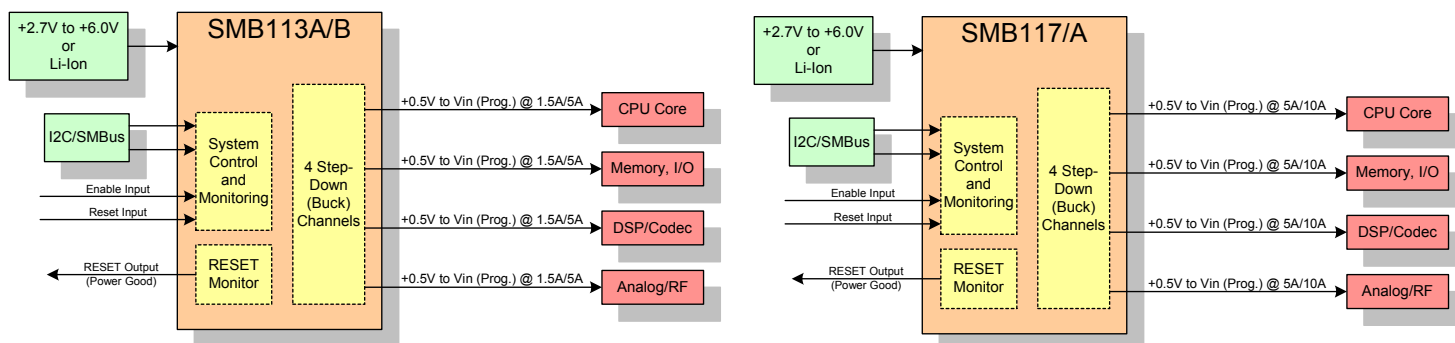 SMB113A/B
+2.7V to +6.0V
or
Li-Ion
I2C/SMBus
Enable Input
Reset Input
RESET Output
(Power Good)
System
Control
and
Monitoring
RESET
Monitor
4 Step-
Down
(Buck)
Channels
+0.5V to Vin (Prog.) @ 1.5A/5A
CPU Core
+0.5V to Vin (Prog.) @ 1.5A/5A
Memory, I/O
+0.5V to Vin (Prog.) @ 1.5A/5A
DSP/Codec
+0.5V to Vin (Prog.) @ 1.5A/5A
Analog/RF
SMB117/A
+2.7V to +6.0V
or
Li-Ion
I2C/SMBus
Enable Input
Reset Input
RESET Output
(Power Good)
System
Control
and
Monitoring
RESET
Monitor
4 Step-
Down
(Buck)
Channels
+0.5V to Vin (Prog.) @ 5A/10A
CPU Core
+0.5V to Vin (Prog.) @ 5A/10A
Memory, I/O
+0.5V to Vin (Prog.) @ 5A/10A
DSP/Codec
+0.5V to Vin (Prog.) @ 5A/10A
Analog/RF